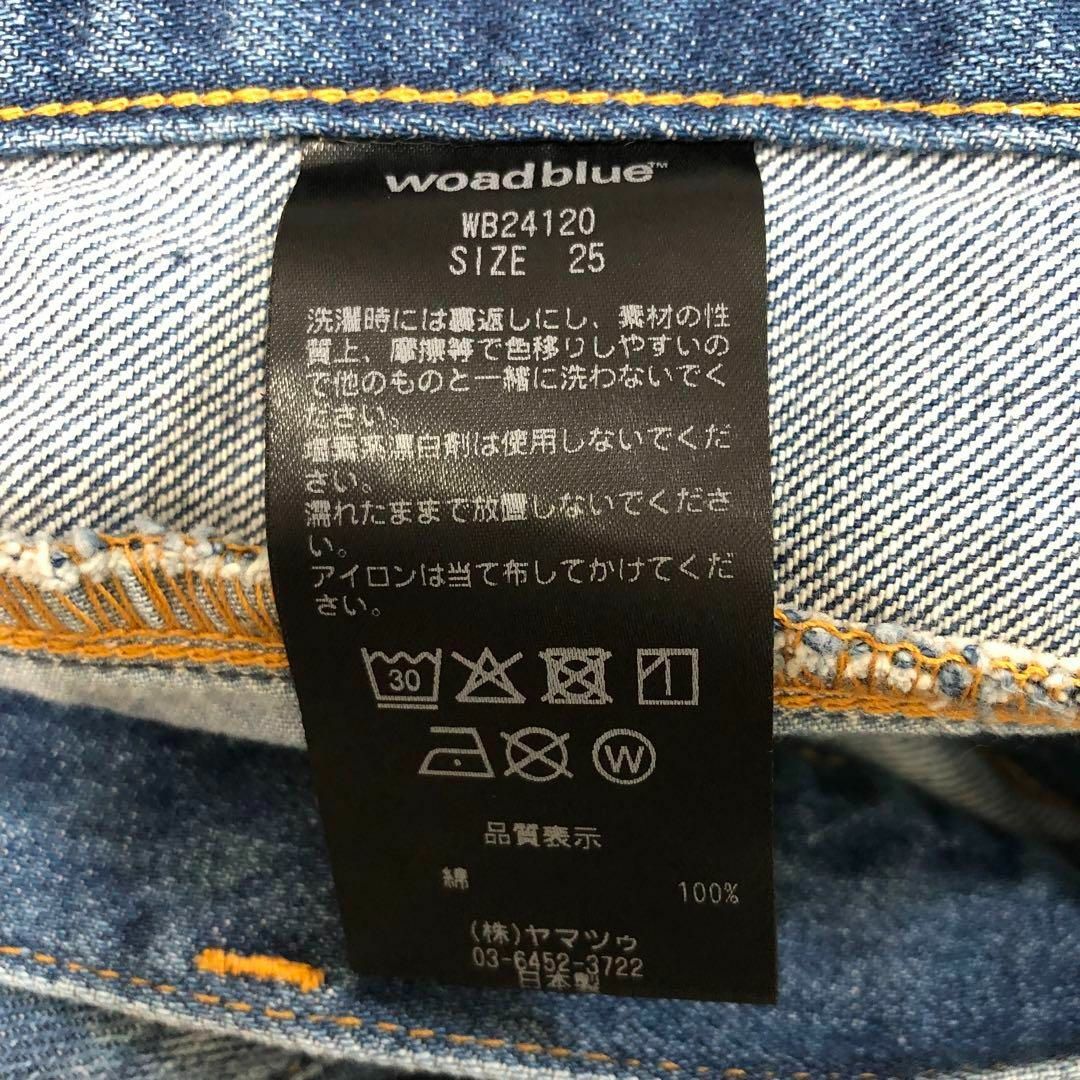 woadblue™
WB24120
SIZE 25
洗濯時には裏返しにし、素材の性
質上、摩擦等で色移りしやすいの
で他のものと一緒に洗わないでく
ださい。
塩素系漂白剤は使用しないでくだ
さい。
濡れたままで放置しないでくださ
い。
アイロンは当て布してかけてくだ
さい。
30
W
品質表示
綿 100%
(株)ヤマツゥ
03-6452-3722
日本製